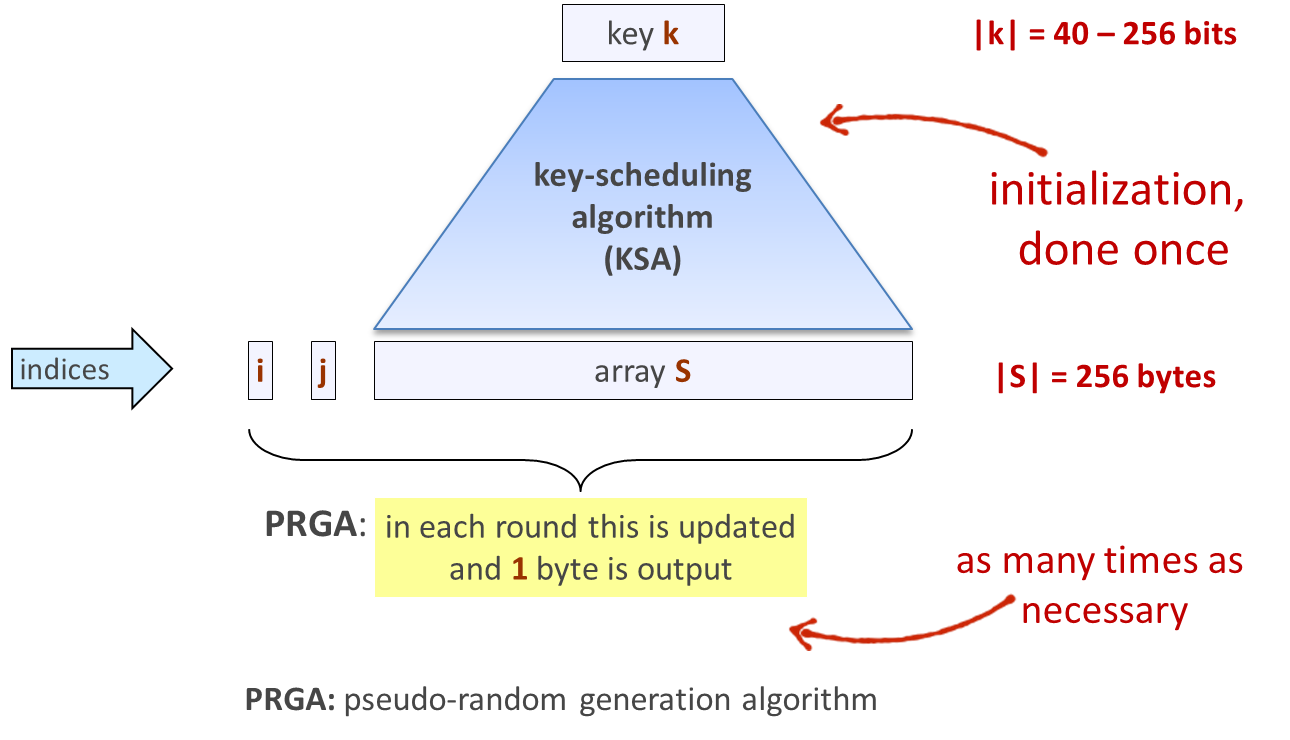 key k
|k| = 40 – 256 bits
key-scheduling
algorithm
(KSA)
initialization,
done once
indices
i
j
array S
|S| = 256 bytes
PRGA:
in each round this is updated
and 1 byte is output
as many times as
necessary
PRGA: pseudo-random generation algorithm